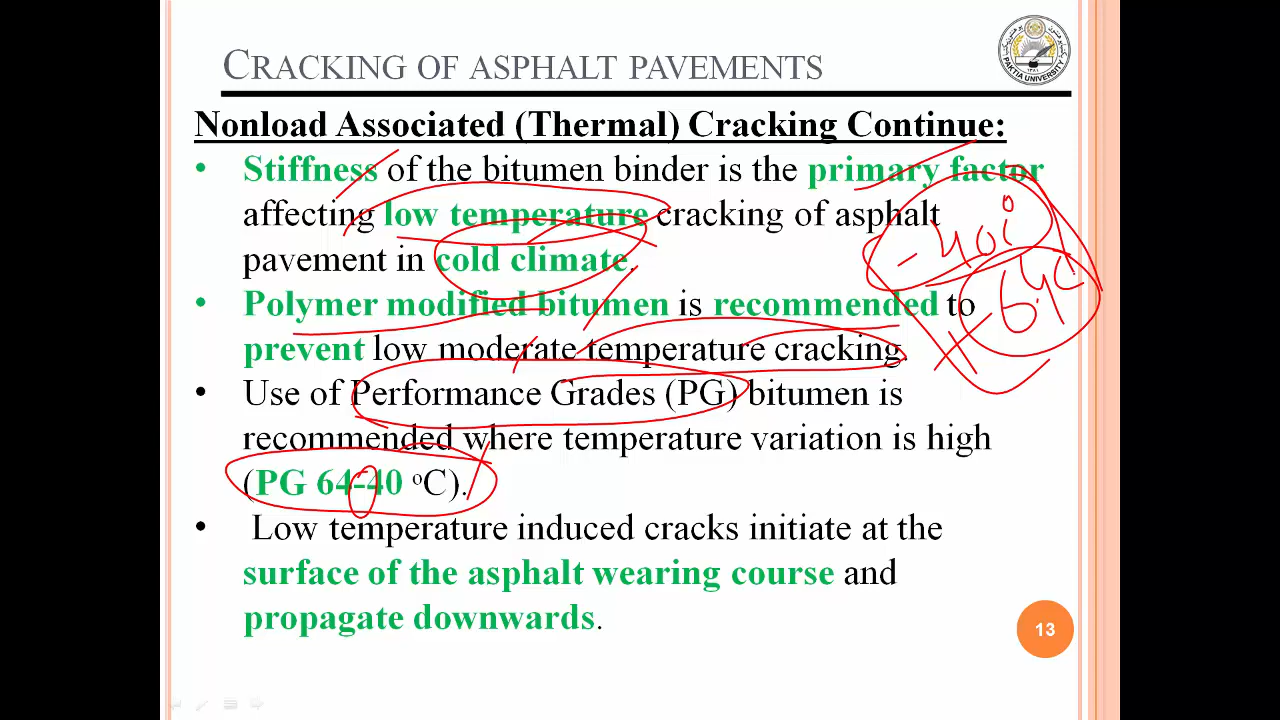 CRACKING OF ASPHALT PAVEMENTS
PAKTIA UNIVERSITY
Nonload Associated (Thermal) Cracking Continue:
• Stiffness of the bitumen binder is the primary factor
affecting low temperature cracking of asphalt
pavement in cold climate.
• Polymer modified bitumen is recommended to
prevent low moderate temperature cracking.
• Use of Performance Grades (PG) bitumen is
recommended where temperature variation is high
(PG 64-40 ºC).
• Low temperature induced cracks initiate at the
surface of the asphalt wearing course and
propagate downwards.
-40
64
13